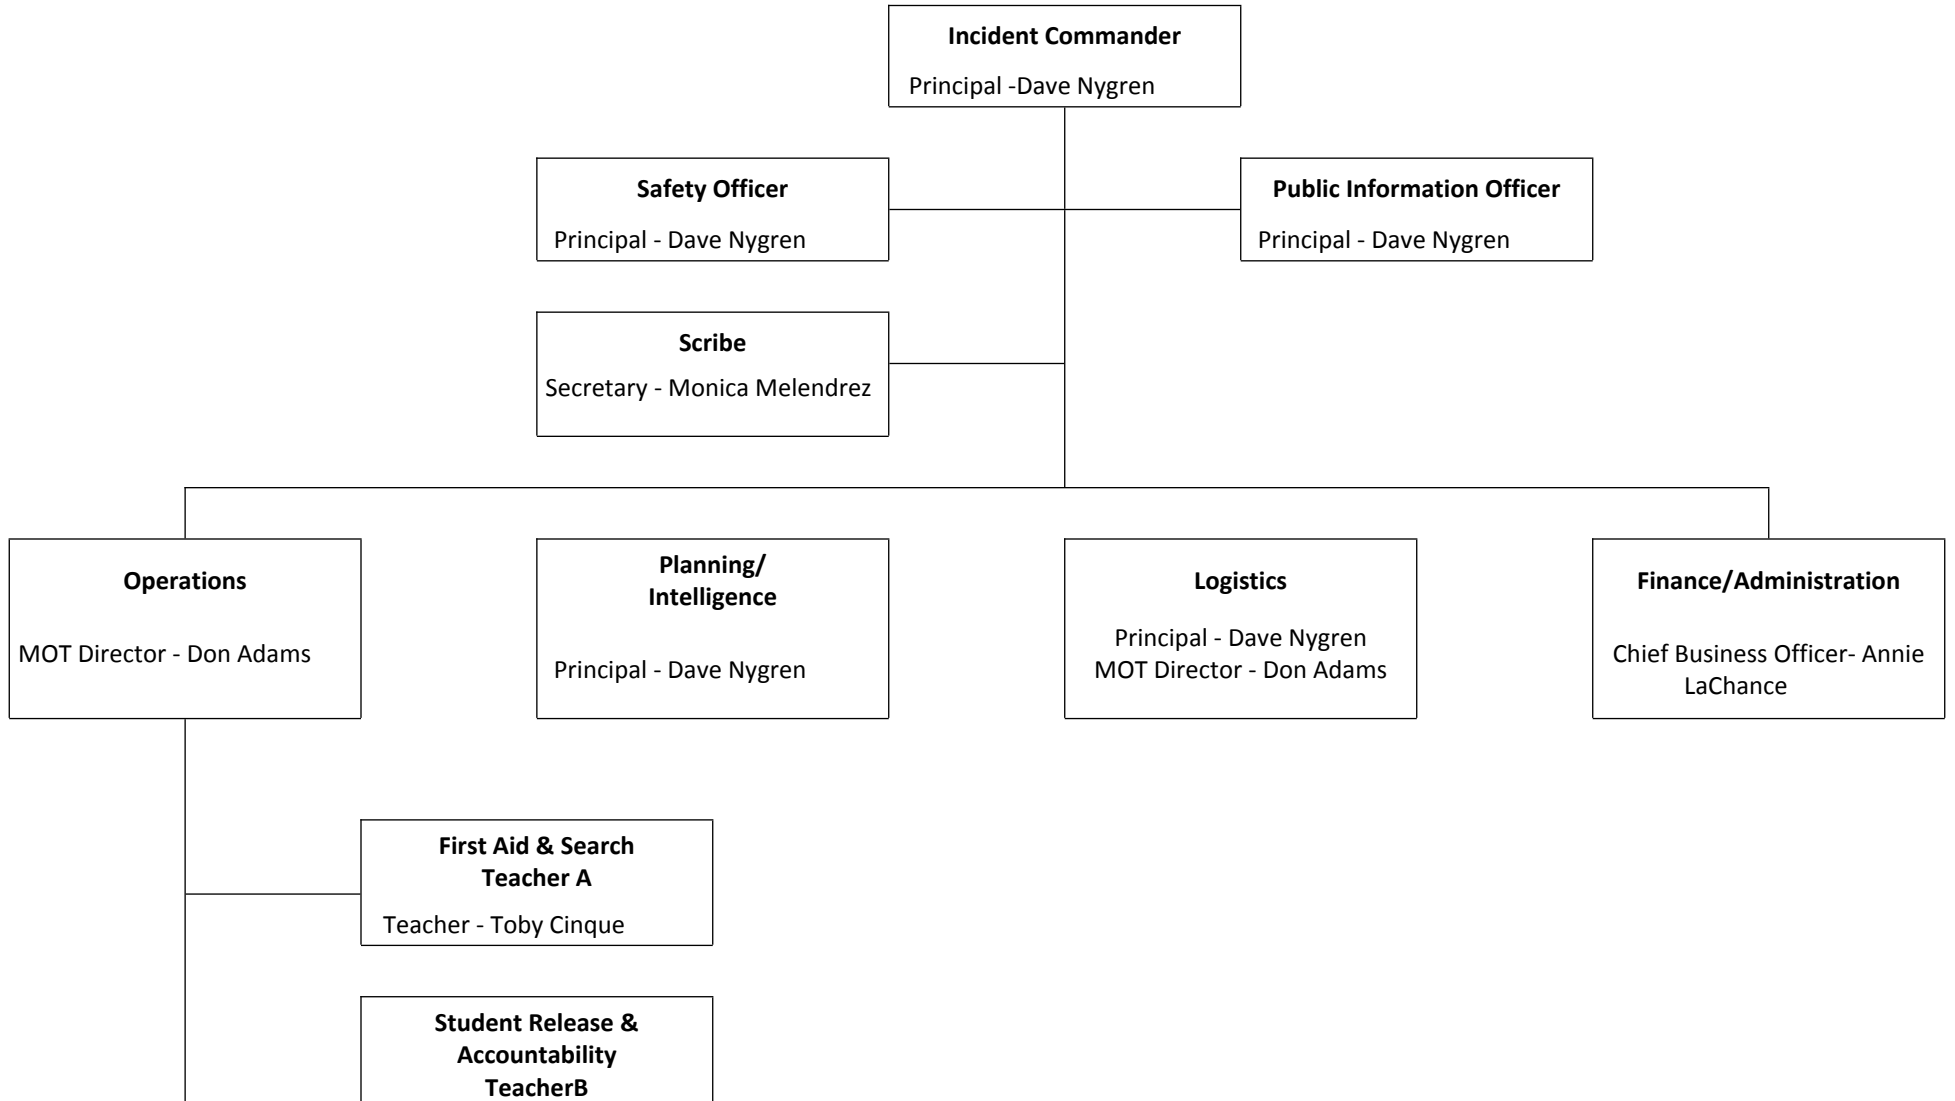 Incident Commander
Principal -Dave Nygren
Safety Officer
Principal - Dave Nygren
Public Information Officer
Principal - Dave Nygren
Scribe
Secretary - Monica Melendrez
Operations
MOT Director - Don Adams
Planning/
Intelligence
Principal - Dave Nygren
Logistics
Principal - Dave Nygren
MOT Director - Don Adams
Finance/Administration
Chief Business Officer- Annie
LaChance
First Aid & Search
Teacher A
Teacher - Toby Cinque
Student Release &
Accountability
TeacherB